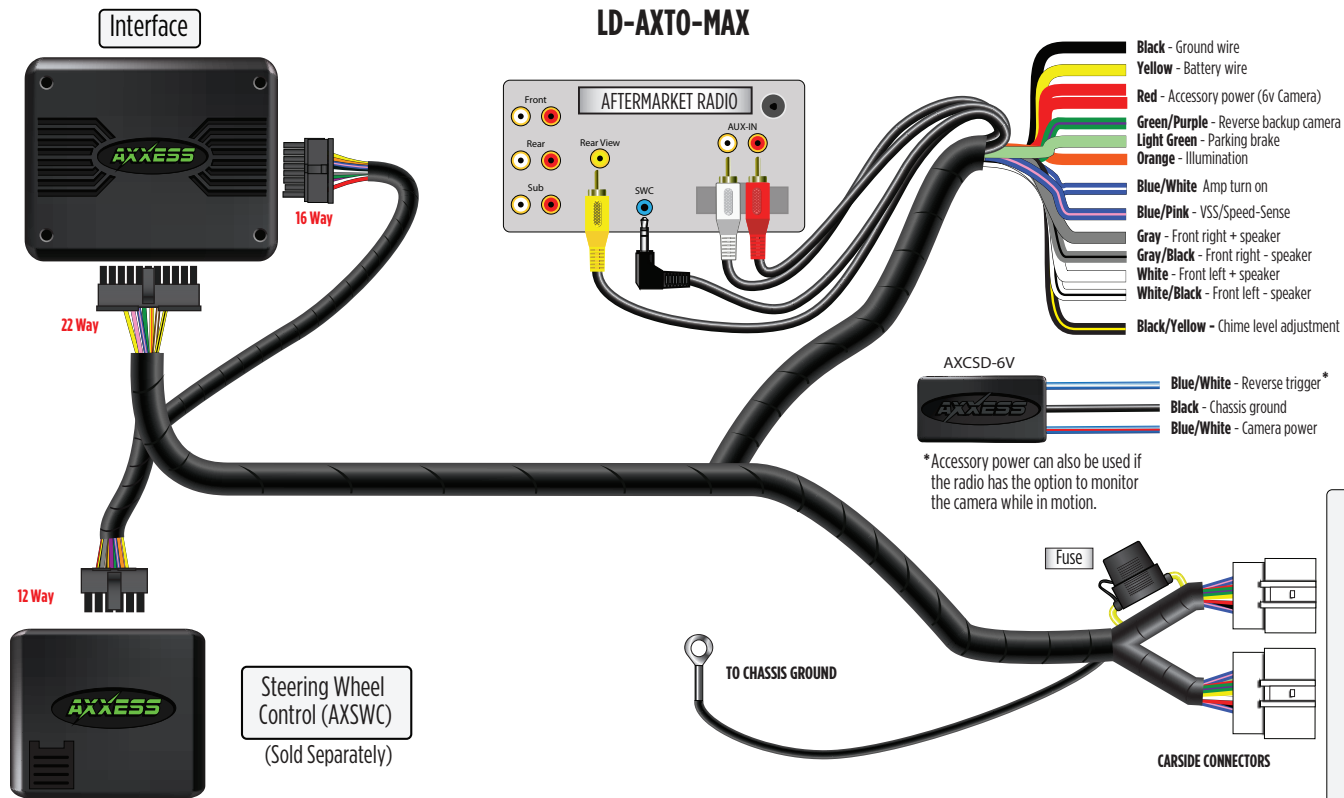 LD-AXTO-MAX
Interface
AXXESS
16 Way
22 Way
12 Way
AXXESS
Steering Wheel
Control (AXSWC)
(Sold Separately)
AFTERMARKET RADIO
Front
Rear
Sub
Rear View
SWC
AUX-IN
Black - Ground wire
Yellow - Battery wire
Red - Accessory power (6v Camera)
Green/Purple - Reverse backup camera
Light Green - Parking brake
Orange - Illumination
Blue/White Amp turn on
Blue/Pink - VSS/Speed-Sense
Gray - Front right + speaker
Gray/Black - Front right - speaker
White - Front left + speaker
White/Black - Front left - speaker
Black/Yellow - Chime level adjustment
AXCSD-6V
AXXESS
Blue/White - Reverse trigger*
Black - Chassis ground
Blue/White - Camera power
*Accessory power can also be used if
the radio has the option to monitor
the camera while in motion.
Fuse
TO CHASSIS GROUND
CARSIDE CONNECTORS